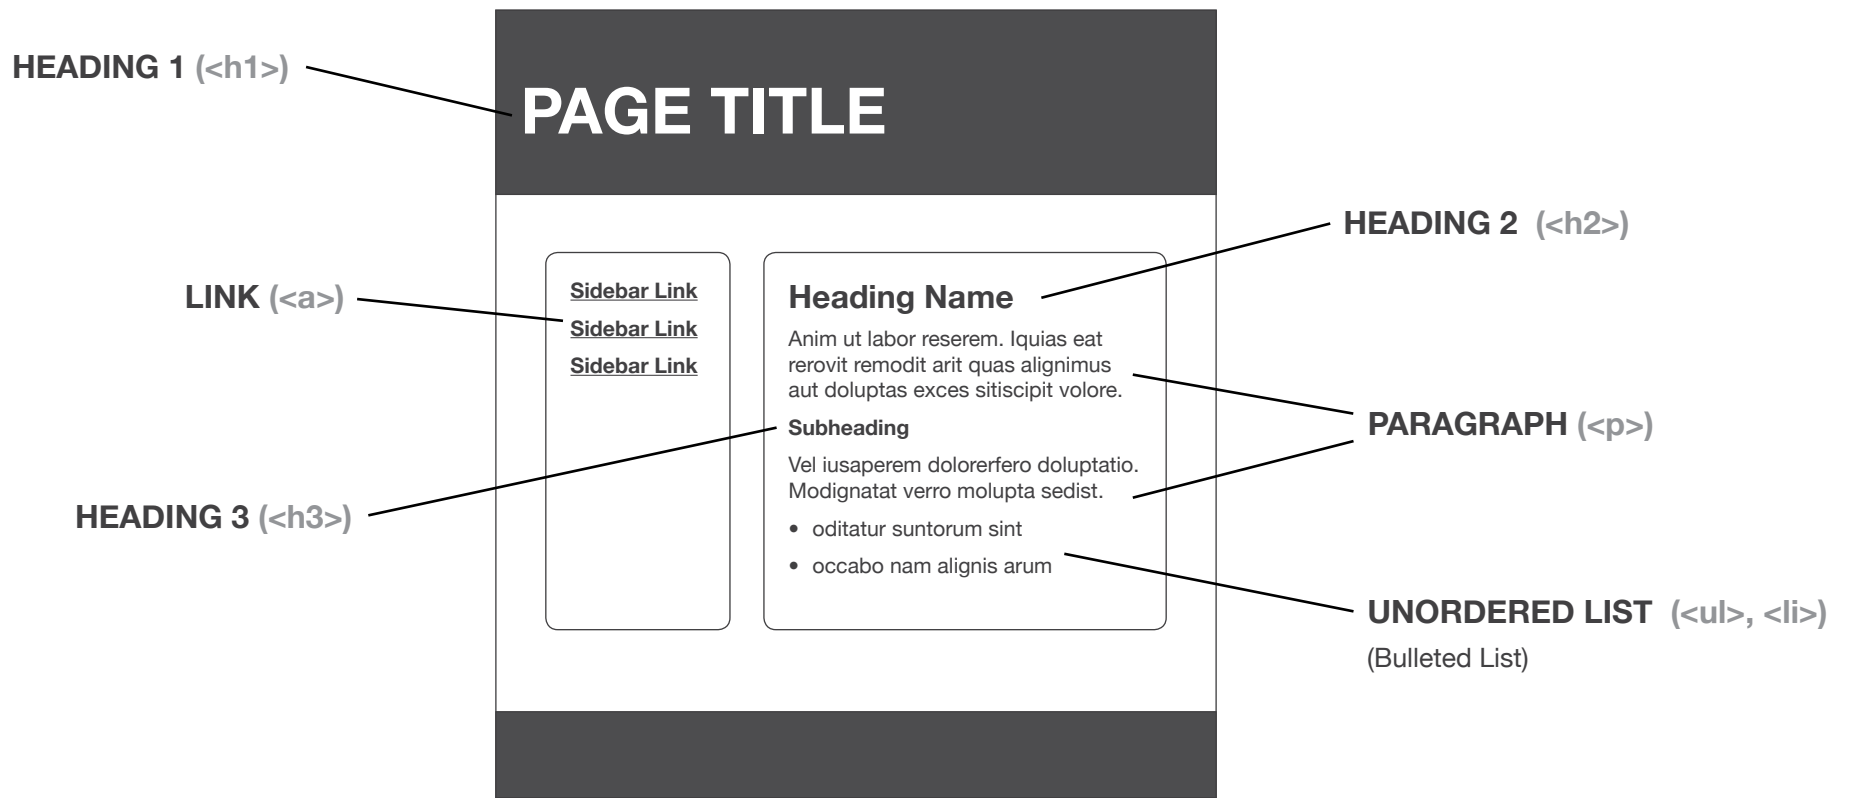 HEADING 1 (<h1>)
PAGE TITLE
HEADING 2 (<h2>)
LINK (<a>)
Sidebar Link
Sidebar Link
Sidebar Link
Heading Name
Anim ut labor reserem. Iquias eat
rerovit remodit arit quas alignimus
aut doluptas exces sitiscipit volore.
Subheading
Vel iusaperem dolorerfero doluptatio.
Modignatat verro molupta sedist.
• oditatur suntorum sint
• occabo nam alignis arum
PARAGRAPH (<p>)
HEADING 3 (<h3>)
UNORDERED LIST (<ul>, <li>)
(Bulleted List)